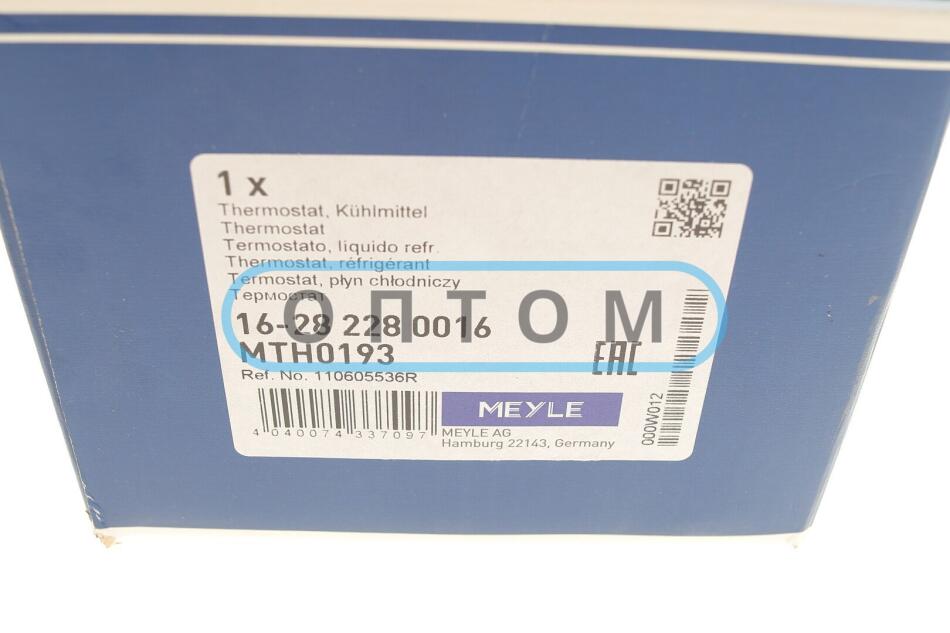 1 x
Thermostat, Kühlmittel
Thermostat
Termostato, líquido refr.
Thermostat, réfrigérant
Termostat, płyn chłodniczy
Термостат
ОПТОМ
16-28 228 0016
MTH0193
EAC
Ref. No. 110605536R
MEYLE
4 040074 337097
MEYLE AG
Hamburg 22143, Germany
000W012